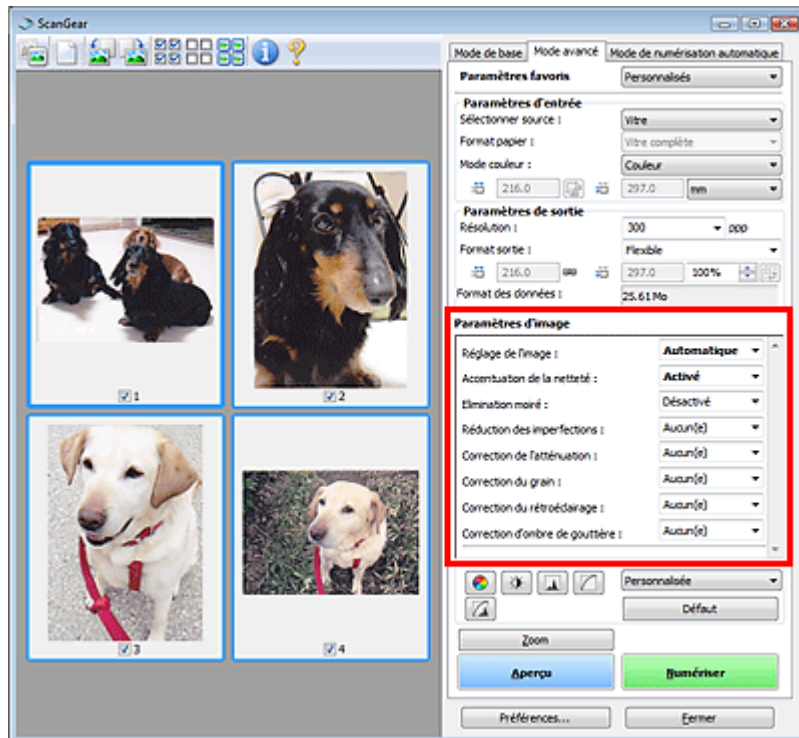 ScanGear
Mode de base Mode avancé Mode de numérisation automatique
Paramètres favoris Personnalisés
Paramètres d'entrée
Sélectionner source : Vitre
Format papier : Vitre complète
Mode couleur : Couleur
216.0 297.0 mm
Paramètres de sortie
Résolution : 300 ppp
Format sortie : Flexible
216.0 297.0 100%
Format des données : 25.61 Mo
Paramètres d'image
Réglage de l'image : Automatique
Accentuation de la netteté : Activé
Elimination moiré : Désactivé
Réduction des imperfections : Aucun(e)
Correction de l'atténuation : Aucun(e)
Correction du grain : Aucun(e)
Correction du rétroéclairage : Aucun(e)
Correction d'ombre de gouttière : Aucun(e)
Personnalisée
Défaut
Zoom
Aperçu Numériser
Préférences... Fermer
1 2
3 4